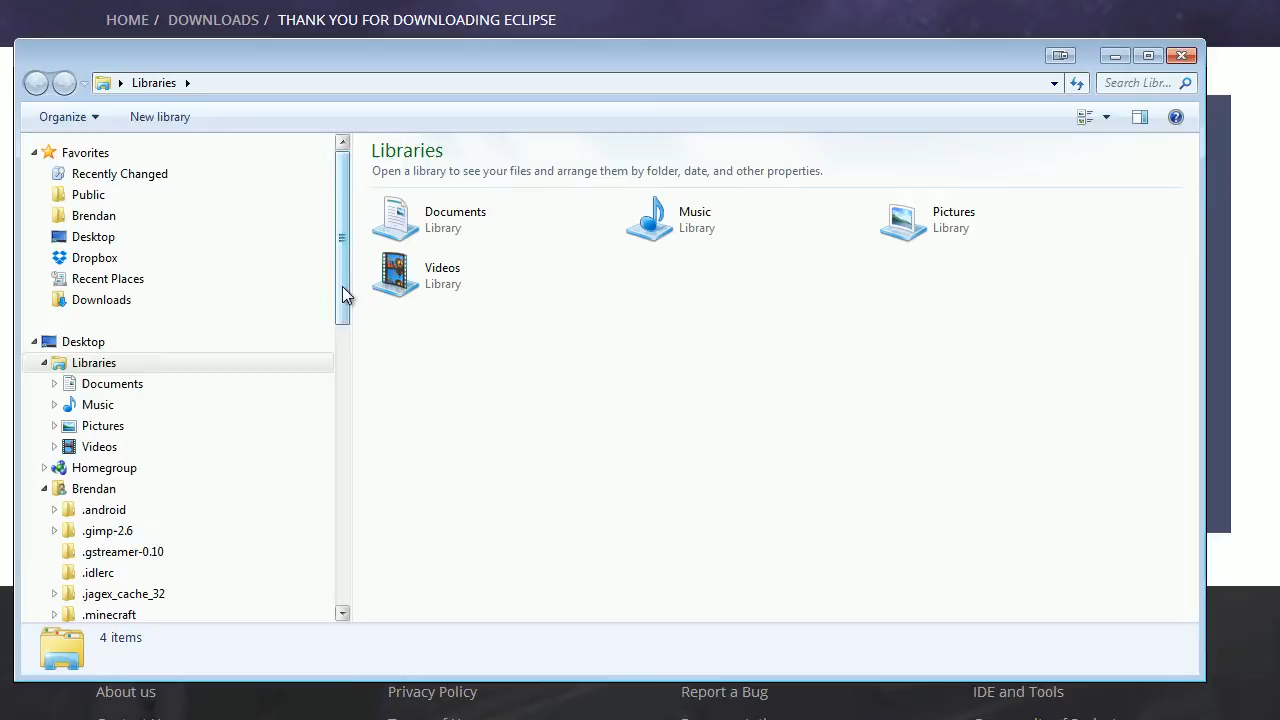 HOME / DOWNLOADS / THANK YOU FOR DOWNLOADING ECLIPSE
Libraries
Search Libr...
Organize
New library
Favorites
Recently Changed
Public
Brendan
Desktop
Dropbox
Recent Places
Downloads
Desktop
Libraries
Documents
Music
Pictures
Videos
Homegroup
Brendan
.android
.gimp-2.6
.gstreamer-0.10
.idlerc
.jagex_cache_32
.minecraft
Libraries
Open a library to see your files and arrange them by folder, date, and other properties.
Documents
Library
Music
Library
Pictures
Library
Videos
Library
4 items
About us
Privacy Policy
Report a Bug
IDE and Tools